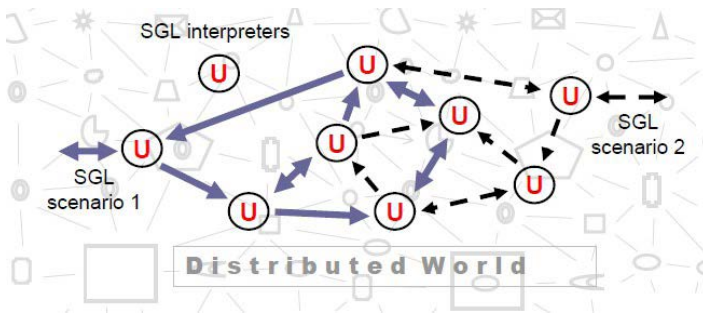 SGL interpreters
U
U
U
U
SGL
scenario 2
U
U
SGL
scenario 1
U
U
U
Distributed World